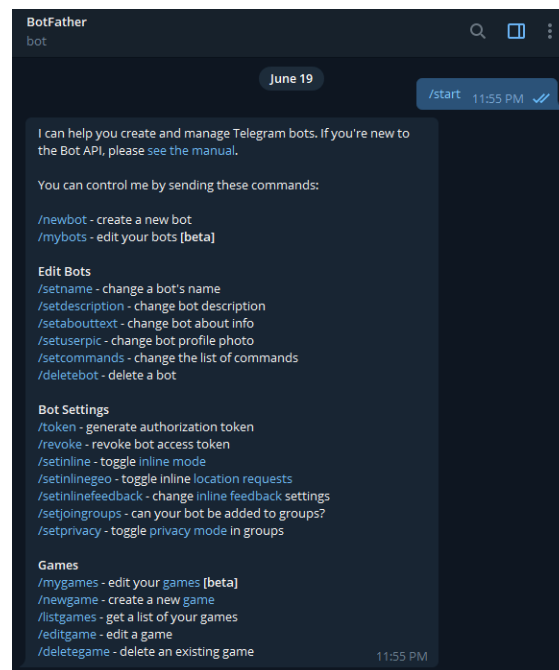 BotFather
bot
June 19
/start 11:55 PM
I can help you create and manage Telegram bots. If you're new to
the Bot API, please see the manual.
You can control me by sending these commands:
/newbot - create a new bot
/mybots - edit your bots [beta]
Edit Bots
/setname - change a bot's name
/setdescription - change bot description
/setabouttext - change bot about info
/setuserpic - change bot profile photo
/setcommands - change the list of commands
/deletebot - delete a bot
Bot Settings
/token - generate authorization token
/revoke - revoke bot access token
/setinline - toggle inline mode
/setinlinegeo - toggle inline location requests
/setinlinefeedback - change inline feedback settings
/setjoingroups - can your bot be added to groups?
/setprivacy - toggle privacy mode in groups
Games
/mygames - edit your games [beta]
/newgame - create a new game
/listgames - get a list of your games
/editgame - edit a game
/deletegame - delete an existing game
11:55 PM